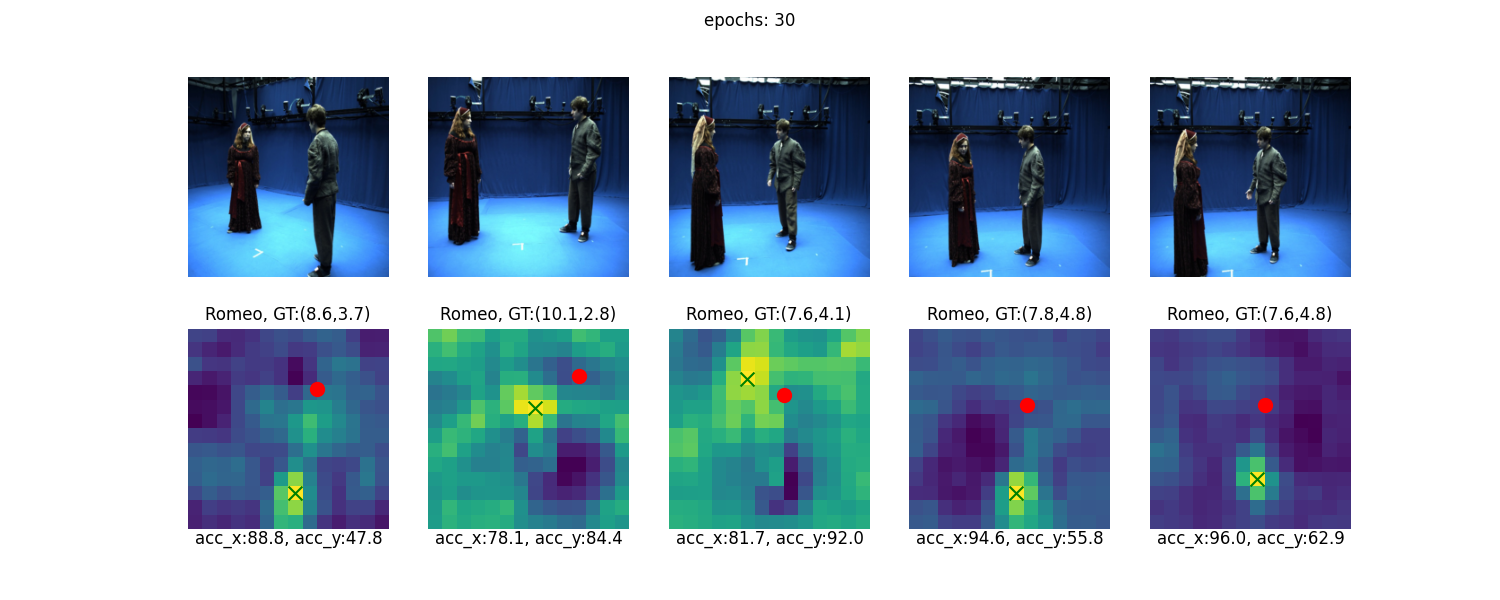 epochs: 30
Romeo, GT:(8.6,3.7)
Romeo, GT:(10.1,2.8)
Romeo, GT:(7.6,4.1)
Romeo, GT:(7.8,4.8)
Romeo, GT:(7.6,4.8)
acc_x:88.8, acc_y:47.8
acc_x:78.1, acc_y:84.4
acc_x:81.7, acc_y:92.0
acc_x:94.6, acc_y:55.8
acc_x:96.0, acc_y:62.9